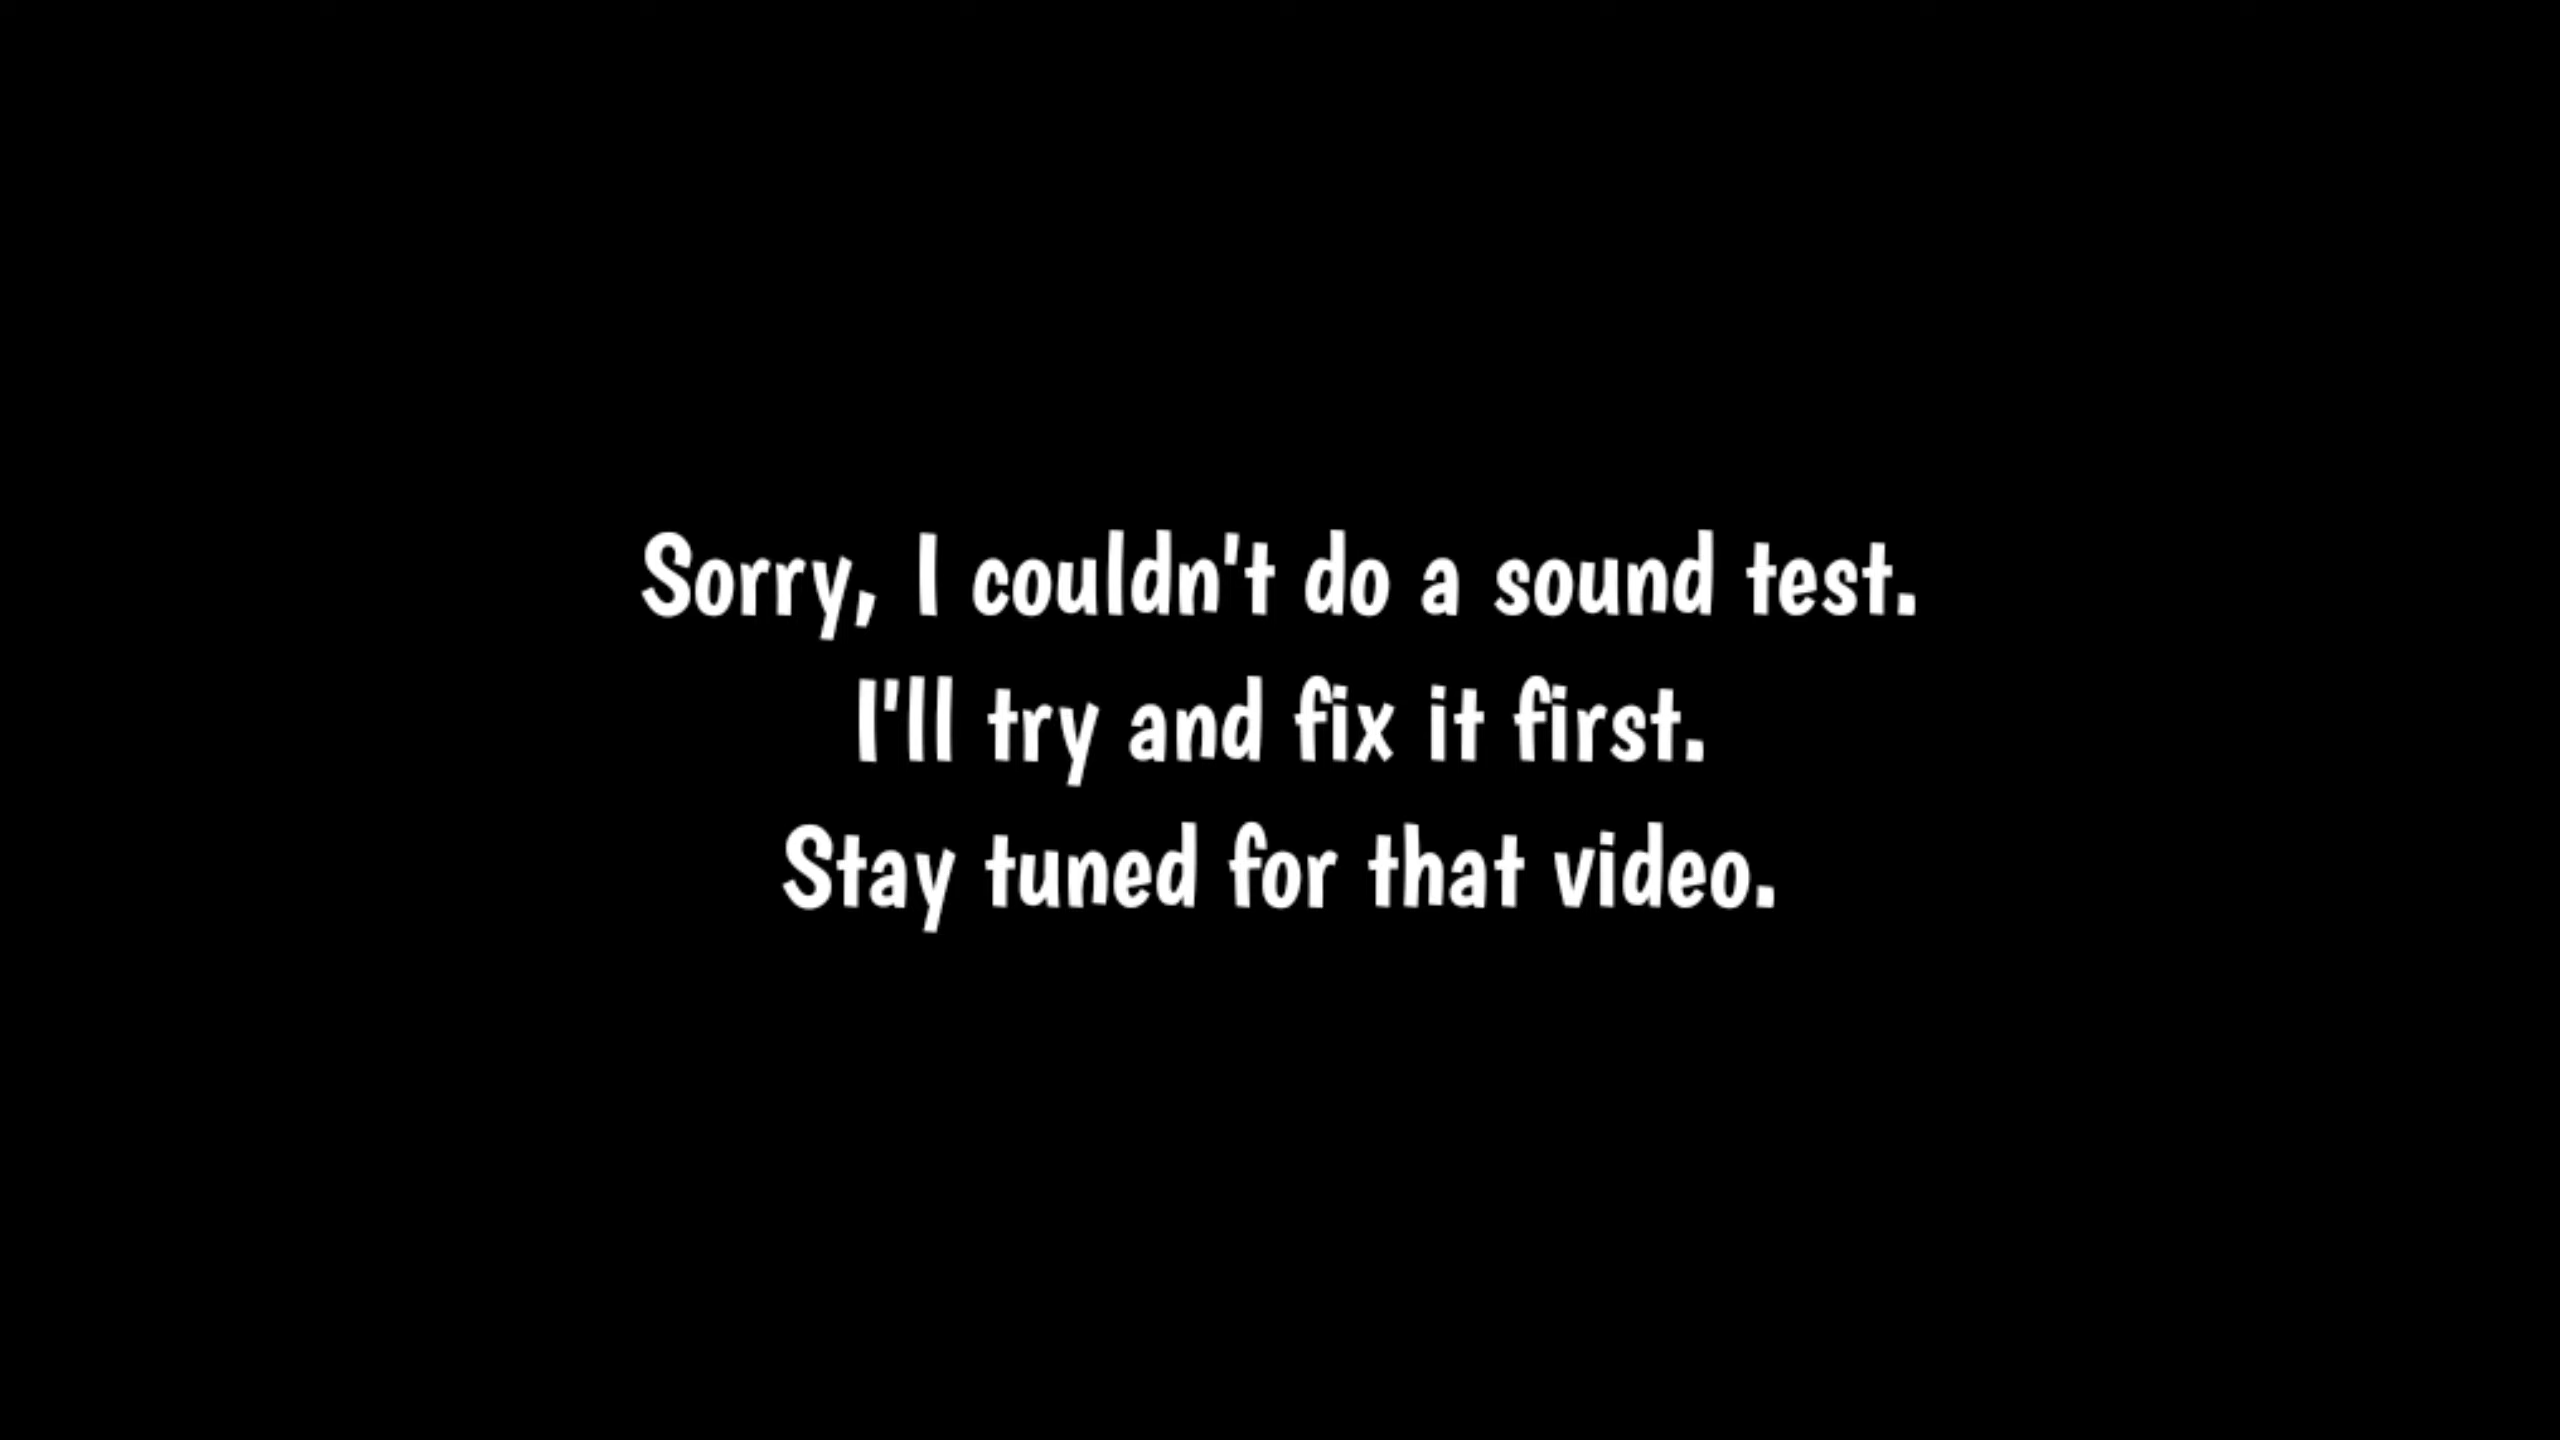 Sorry, I couldn't do a sound test.
I'll try and fix it first.
Stay tuned for that video.